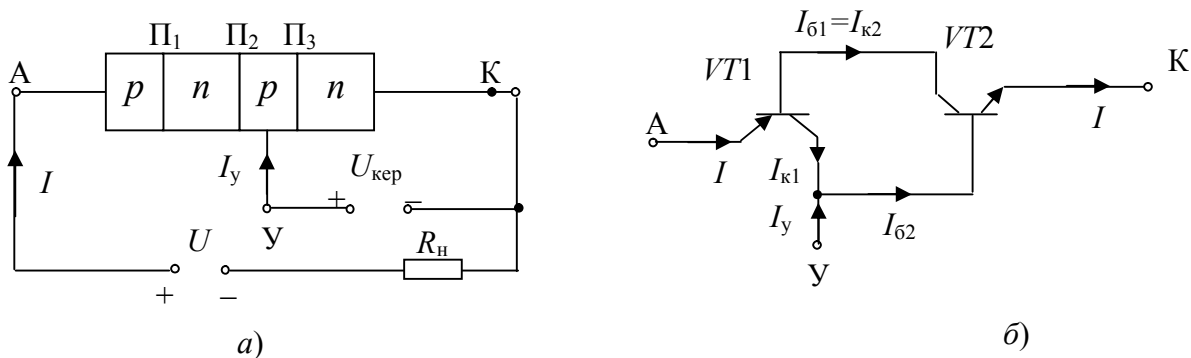 П1 П2 П3
А p n p n К
I Iу Uкер
+ –
У
U Rн
+ –
а)
Iб1=Iк2
VT1 VT2
К
А
I Iк1 I
Iу Iб2
У
б)